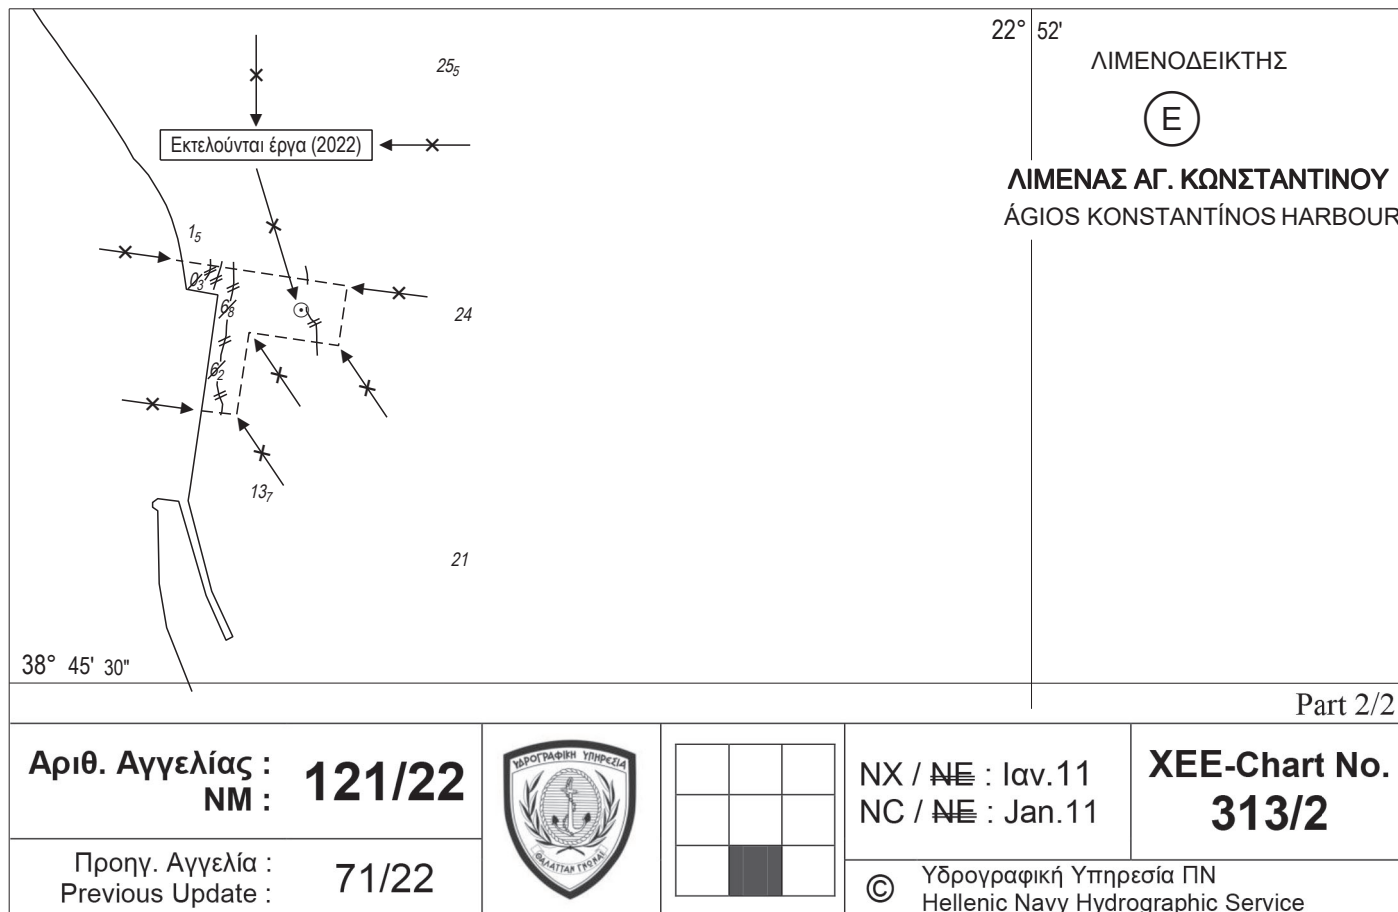 22° 52'
ΛΙΜΕΝΟΔΕΙΚΤΗΣ
Ε
ΛΙΜΕΝΑΣ ΑΓ. ΚΩΝΣΤΑΝΤΙΝΟΥ
ÁGIOS KONSTANTÍNOS HARBOUR
25₅
Εκτελούνται έργα (2022)
1₅
0₃
6₈
24
6₂
13₇
21
38° 45' 30"
Part 2/2
Αριθ. Αγγελίας :
NM :
121/22
Προηγ. Αγγελία :
Previous Update :
71/22
ΥΔΡΟΓΡΑΦΙΚΗ ΥΠΗΡΕΣΙΑ
NX / NE : Ιαν.11
NC / NE : Jan.11
XEE-Chart No.
313/2
© Υδρογραφική Υπηρεσία ΠΝ
Hellenic Navy Hydrographic Service